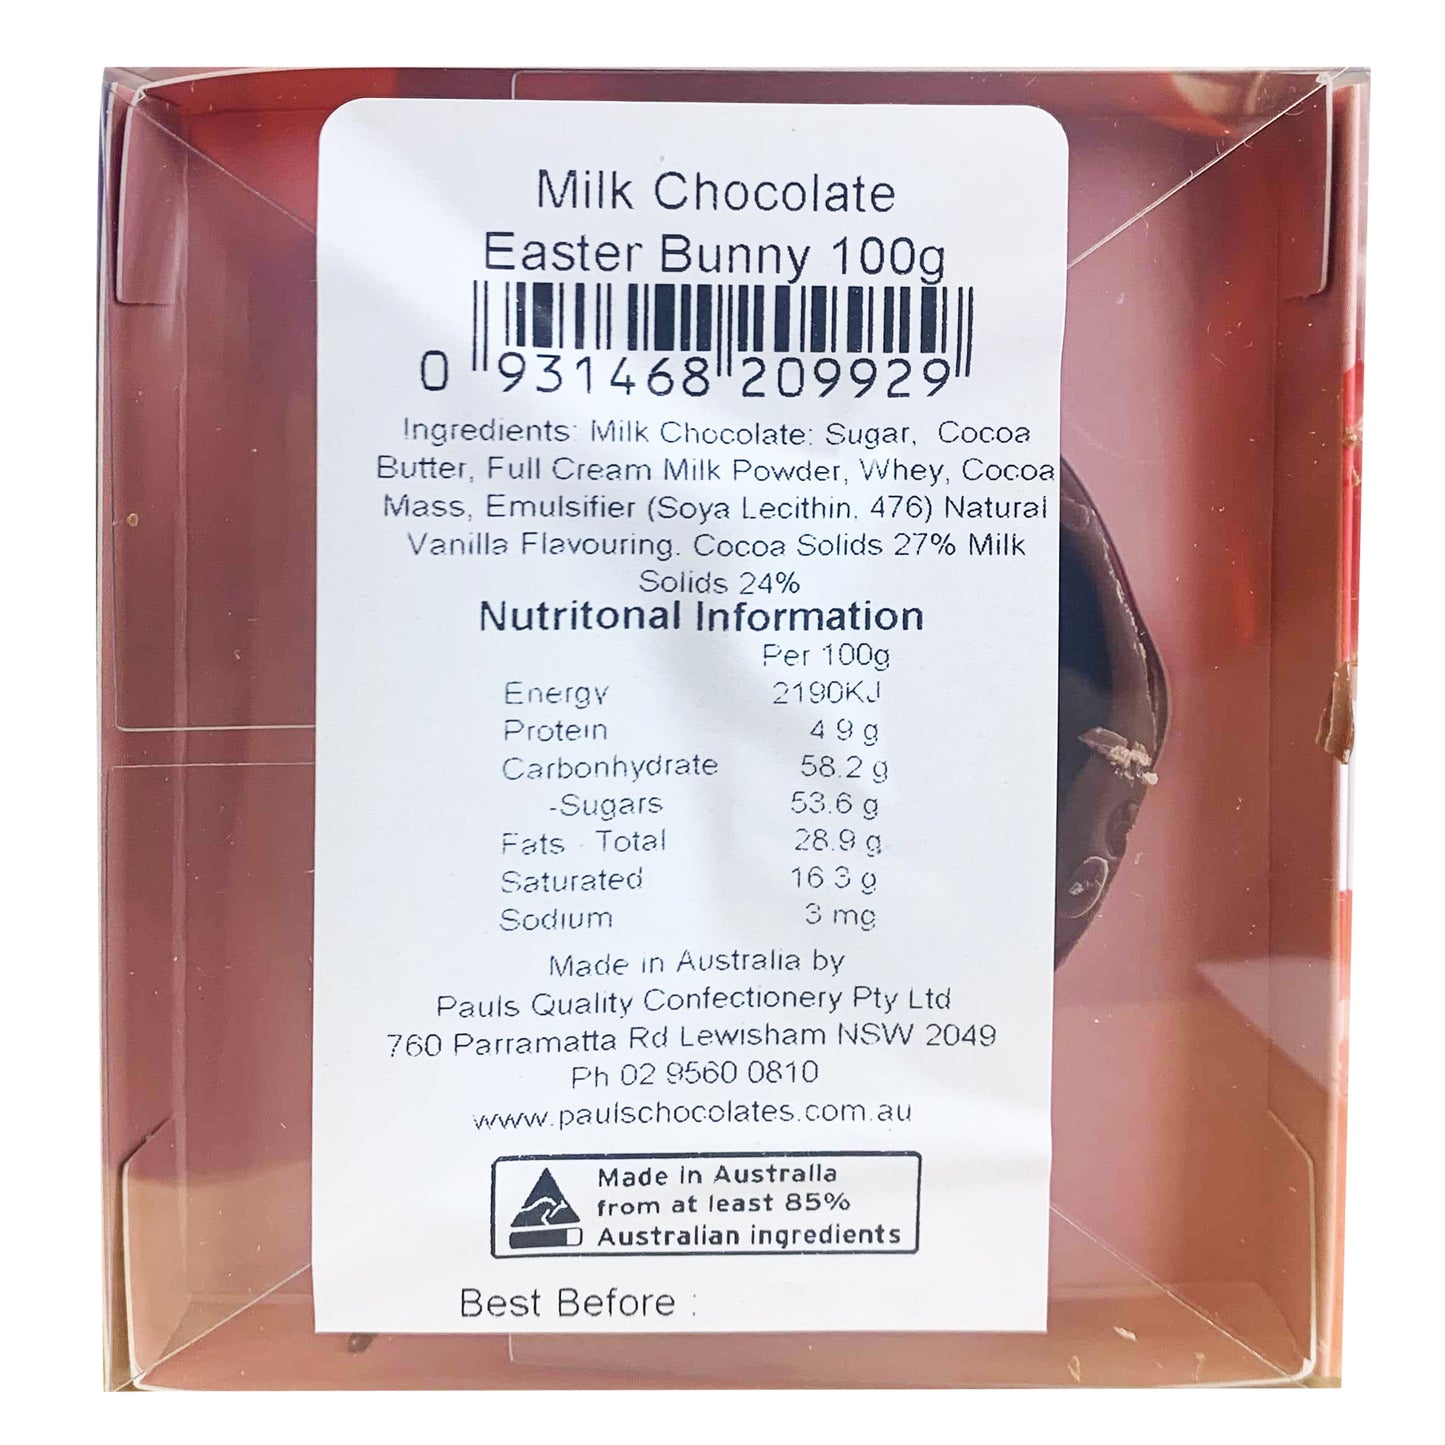 Milk Chocolate
Easter Bunny 100g
0 931468 209929
Ingredients: Milk Chocolate: Sugar, Cocoa
Butter, Full Cream Milk Powder, Whey, Cocoa
Mass, Emulsifier (Soya Lecithin, 476) Natural
Vanilla Flavouring. Cocoa Solids 27% Milk
Solids 24%
Nutritonal Information
Per 100g
Energy 2190KJ
Protein 4.9 g
Carbonhydrate 58.2 g
-Sugars 53.6 g
Fats - Total 28.9 g
Saturated 16.3 g
Sodium 3 mg
Made in Australia by
Pauls Quality Confectionery Pty Ltd
760 Parramatta Rd Lewisham NSW 2049
Ph 02 9560 0810
www.paulschocolates.com.au
Made in Australia
from at least 85%
Australian ingredients
Best Before :